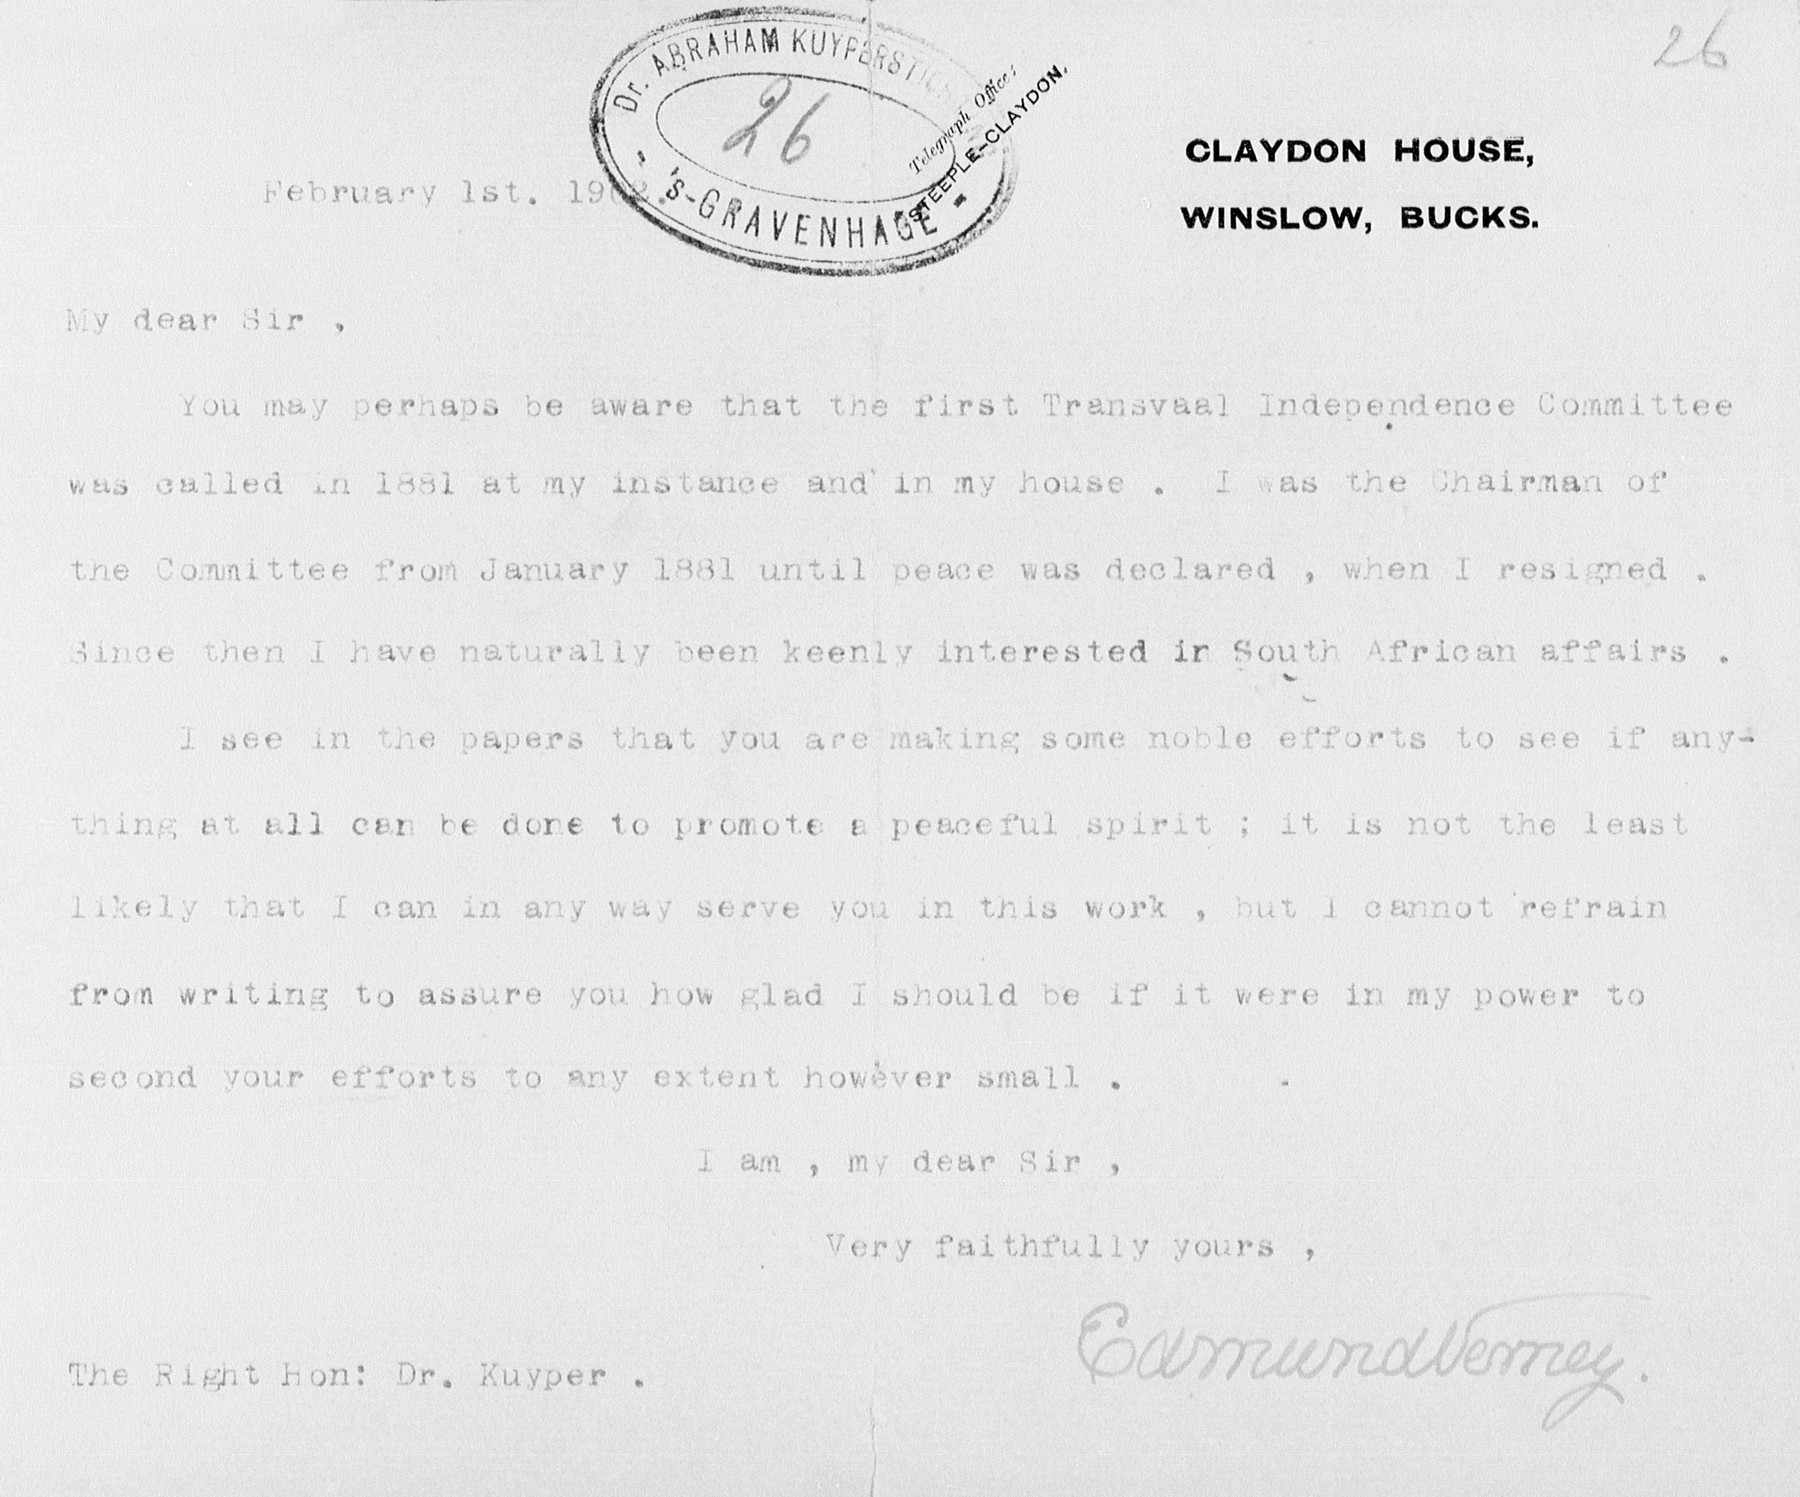 26
Dr. ABRAHAM KUYPERSTICH
26
- 's-GRAVENHAGE -
Telegraph Office:
STEEPLE-CLAYDON.
CLAYDON HOUSE,
WINSLOW, BUCKS.
February 1st. 1902.
My dear Sir ,
You may perhaps be aware that the first Transvaal Independence Committee
was called in 1881 at my instance and in my house . I was the Chairman of
the Committee from January 1881 until peace was declared , when I resigned .
Since then I have naturally been keenly interested in South African affairs .
I see in the papers that you are making some noble efforts to see if any-
thing at all can be done to promote a peaceful spirit ; it is not the least
likely that I can in any way serve you in this work , but I cannot refrain
from writing to assure you how glad I should be if it were in my power to
second your efforts to any extent however small .
I am , my dear Sir ,
Very faithfully yours ,
Edmund Verney.
The Right Hon: Dr. Kuyper .